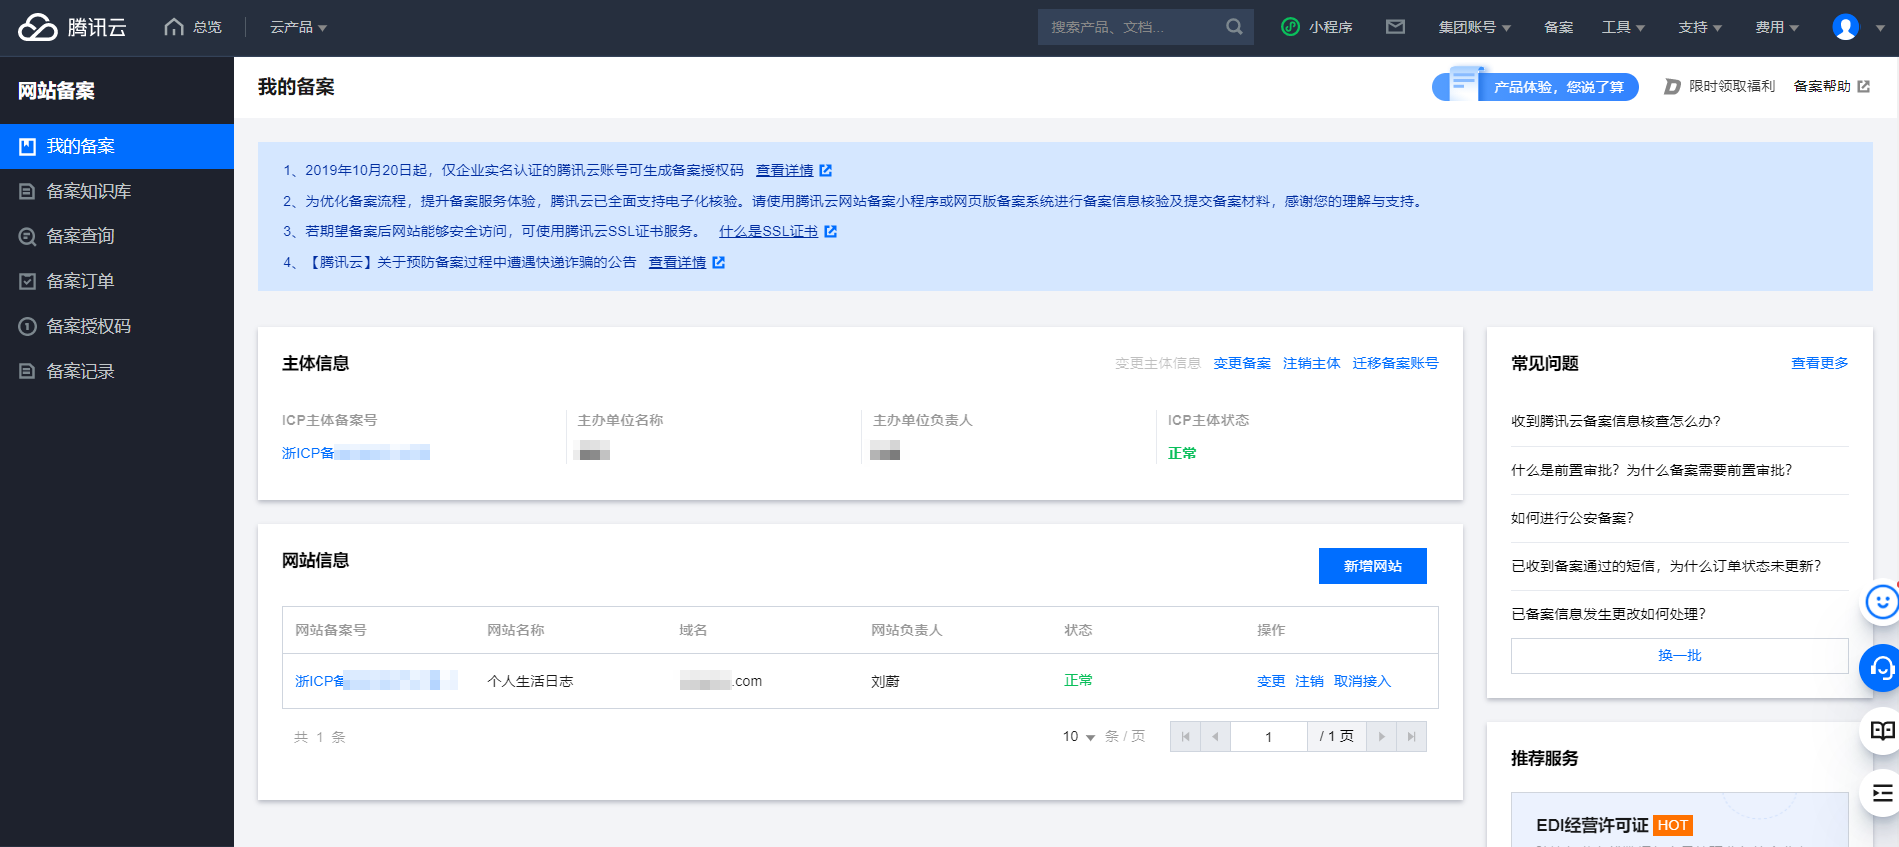 腾讯云 总览 云产品 搜索产品、文档... 小程序 集团账号 备案 工具 支持 费用
网站备案
我的备案
备案知识库
备案查询
备案订单
备案授权码
备案记录
我的备案
产品体验，您说了算 限时领取福利 备案帮助
1、2019年10月20日起，仅企业实名认证的腾讯云账号可生成备案授权码 查看详情
2、为优化备案流程，提升备案服务体验，腾讯云已全面支持电子化核验。请使用腾讯云网站备案小程序或网页版备案系统进行备案信息核验及提交备案材料，感谢您的理解与支持。
3、若期望备案后网站能够安全访问，可使用腾讯云SSL证书服务。 什么是SSL证书
4、【腾讯云】关于预防备案过程中遭遇快递诈骗的公告 查看详情
主体信息
变更主体信息 变更备案 注销主体 迁移备案账号
ICP主体备案号 主办单位名称 主办单位负责人 ICP主体状态
浙ICP备 正常
网站信息
新增网站
网站备案号 网站名称 域名 网站负责人 状态 操作
浙ICP备 个人生活日志 .com 刘蔚 正常 变更 注销 取消接入
共 1 条
10 条 / 页 1 / 1 页
常见问题 查看更多
收到腾讯云备案信息核查怎么办?
什么是前置审批？为什么备案需要前置审批?
如何进行公安备案?
已收到备案通过的短信，为什么订单状态未更新?
已备案信息发生更改如何处理?
换一批
推荐服务
EDI经营许可证 HOT